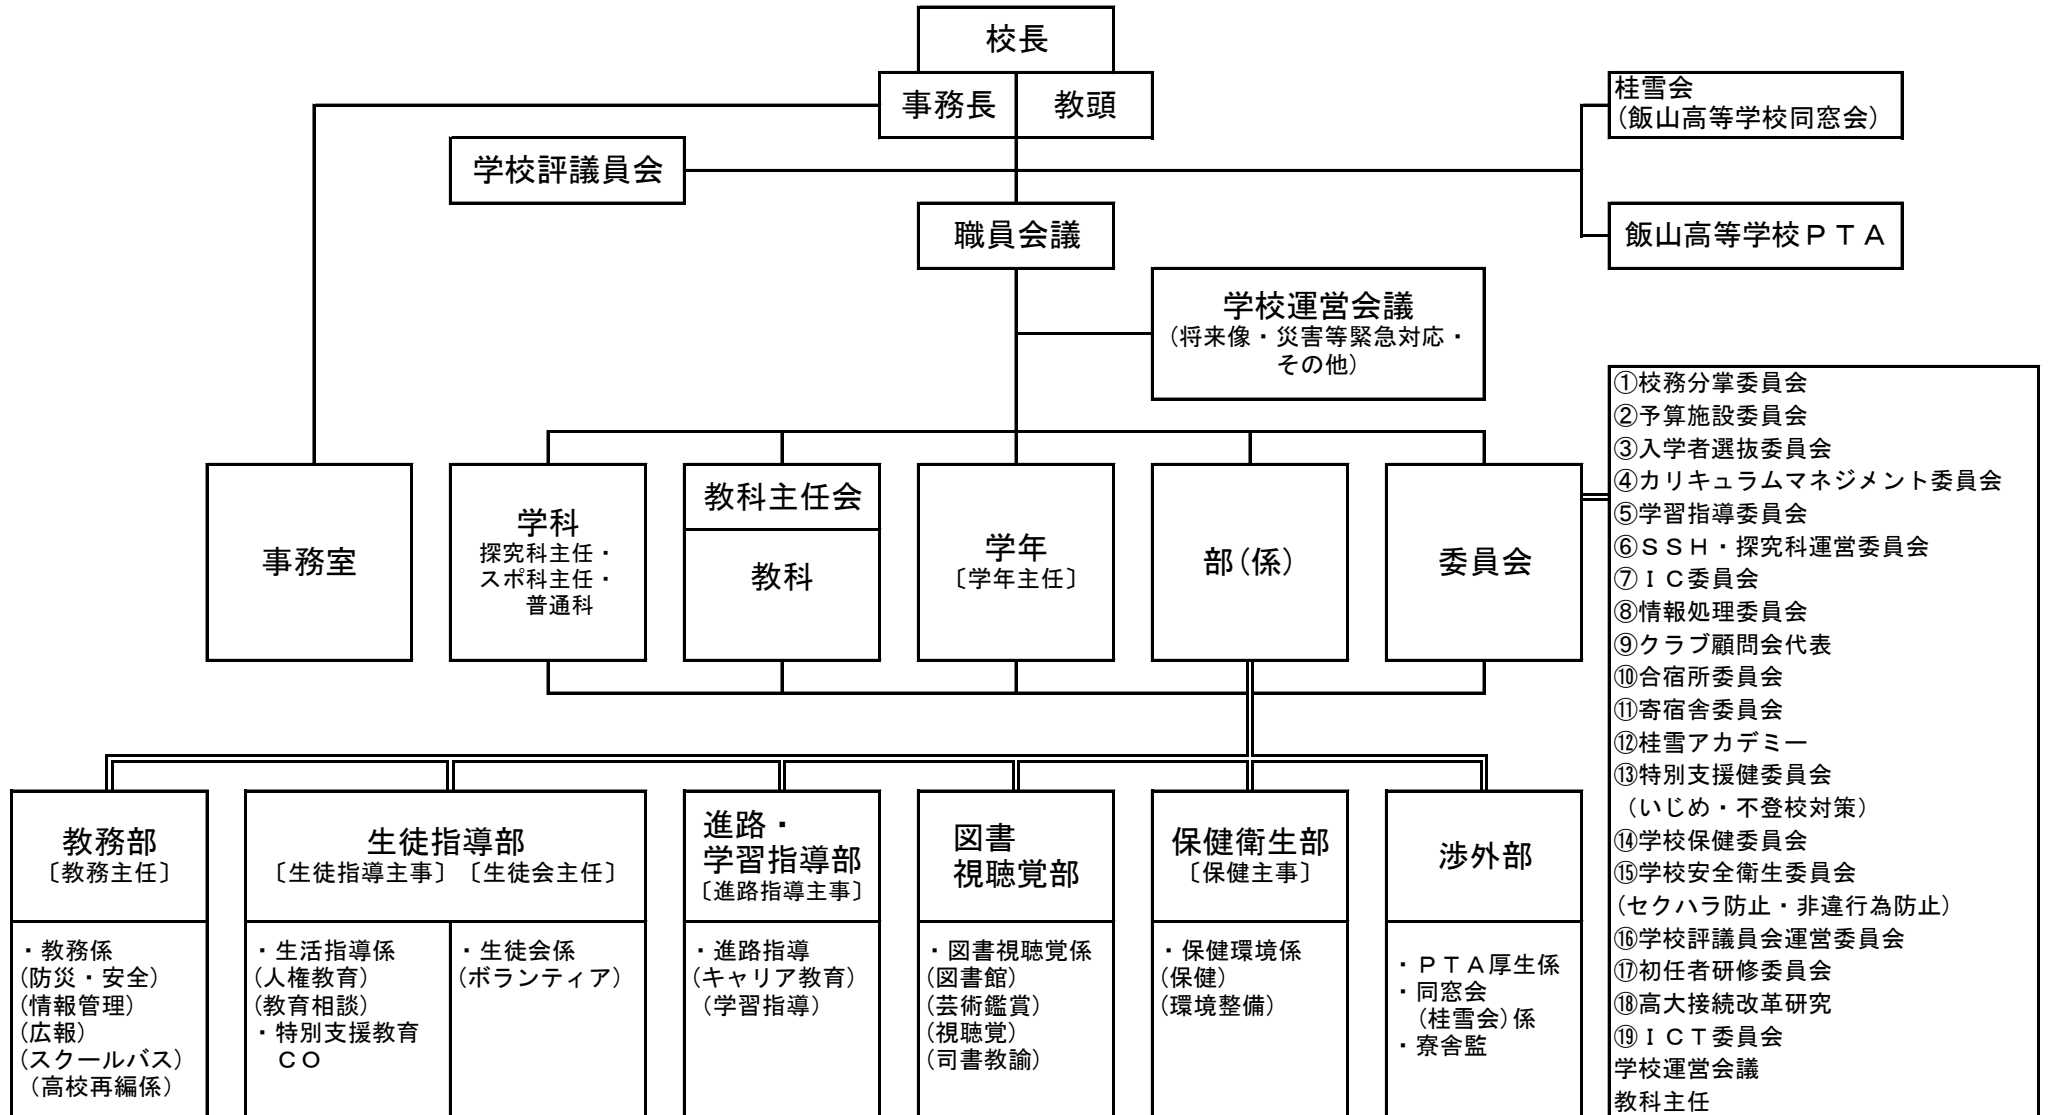 校長
事務長
教頭
桂雪会
(飯山高等学校同窓会)
学校評議員会
職員会議
飯山高等学校ＰＴＡ
学校運営会議
(将来像・災害等緊急対応・
その他)
事務室
学科
探究科主任・
スポ科主任・
普通科
教科主任会
教科
学年
〔学年主任〕
部(係)
委員会
①校務分掌委員会
②予算施設委員会
③入学者選抜委員会
④カリキュラムマネジメント委員会
⑤学習指導委員会
⑥ＳＳＨ・探究科運営委員会
⑦ＩＣ委員会
⑧情報処理委員会
⑨クラブ顧問会代表
⑩合宿所委員会
⑪寄宿舎委員会
⑫桂雪アカデミー
⑬特別支援健委員会
(いじめ・不登校対策)
⑭学校保健委員会
⑮学校安全衛生委員会
(セクハラ防止・非違行為防止)
⑯学校評議員会運営委員会
⑰初任者研修委員会
⑱高大接続改革研究
⑲ＩＣＴ委員会
学校運営会議
教科主任
教務部
〔教務主任〕
・教務係
(防災・安全)
(情報管理)
(広報)
(スクールバス)
(高校再編係)
生徒指導部
〔生徒指導主事〕〔生徒会主任〕
・生活指導係
(人権教育)
(教育相談)
・特別支援教育
ＣＯ
・生徒会係
(ボランティア)
進路・
学習指導部
〔進路指導主事〕
・進路指導
(キャリア教育)
(学習指導)
図書
視聴覚部
・図書視聴覚係
(図書館)
(芸術鑑賞)
(視聴覚)
(司書教諭)
保健衛生部
〔保健主事〕
・保健環境係
(保健)
(環境整備)
渉外部
・ＰＴＡ厚生係
・同窓会
(桂雪会)係
・寮舎監